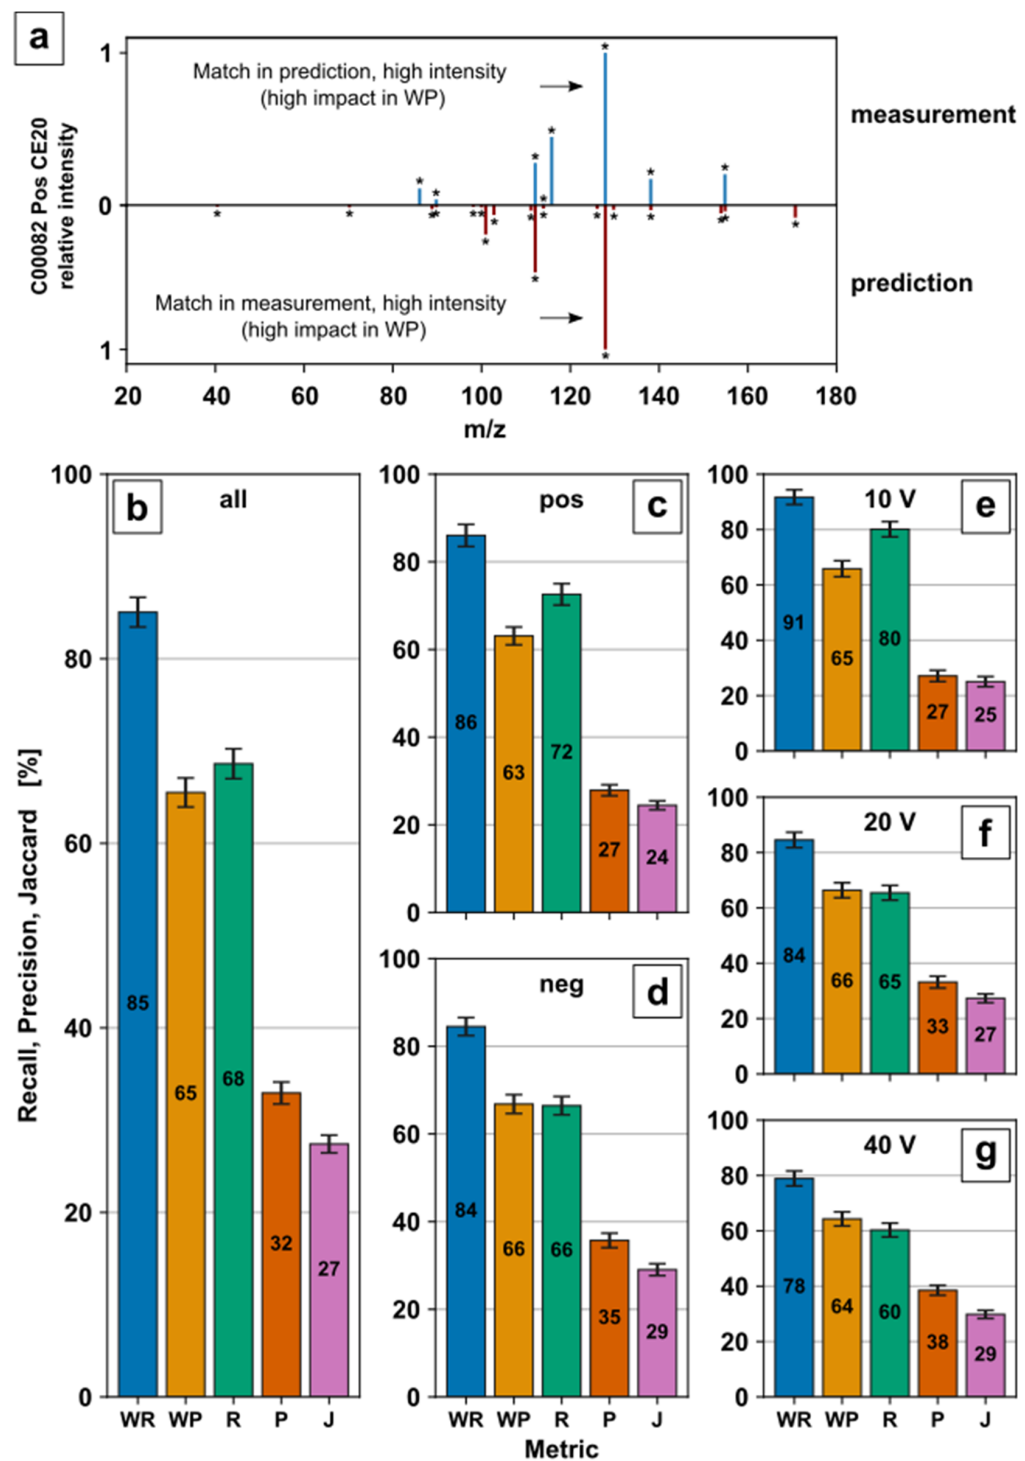 a
1
0
1
C00082 Pos CE20
relative intensity
Match in prediction, high intensity
(high impact in WP)
measurement
Match in measurement, high intensity
(high impact in WP)
prediction
* * * * * * * * * *
* * * * * * * * * * * * * * * * * *
20 40 60 80 100 120 140 160 180
m/z
Recall, Precision, Jaccard [%]
b
all
100
80
60
40
20
0
85 65 68 32 27
WR WP R P J
c
pos
100
80
60
40
20
0
86 63 72 27 24
d
neg
100
80
60
40
20
0
84 66 66 35 29
WR WP R P J
Metric
e
10 V
100
80
60
40
20
0
91 65 80 27 25
f
20 V
100
80
60
40
20
0
84 66 65 33 27
g
40 V
100
80
60
40
20
0
78 64 60 38 29
WR WP R P J